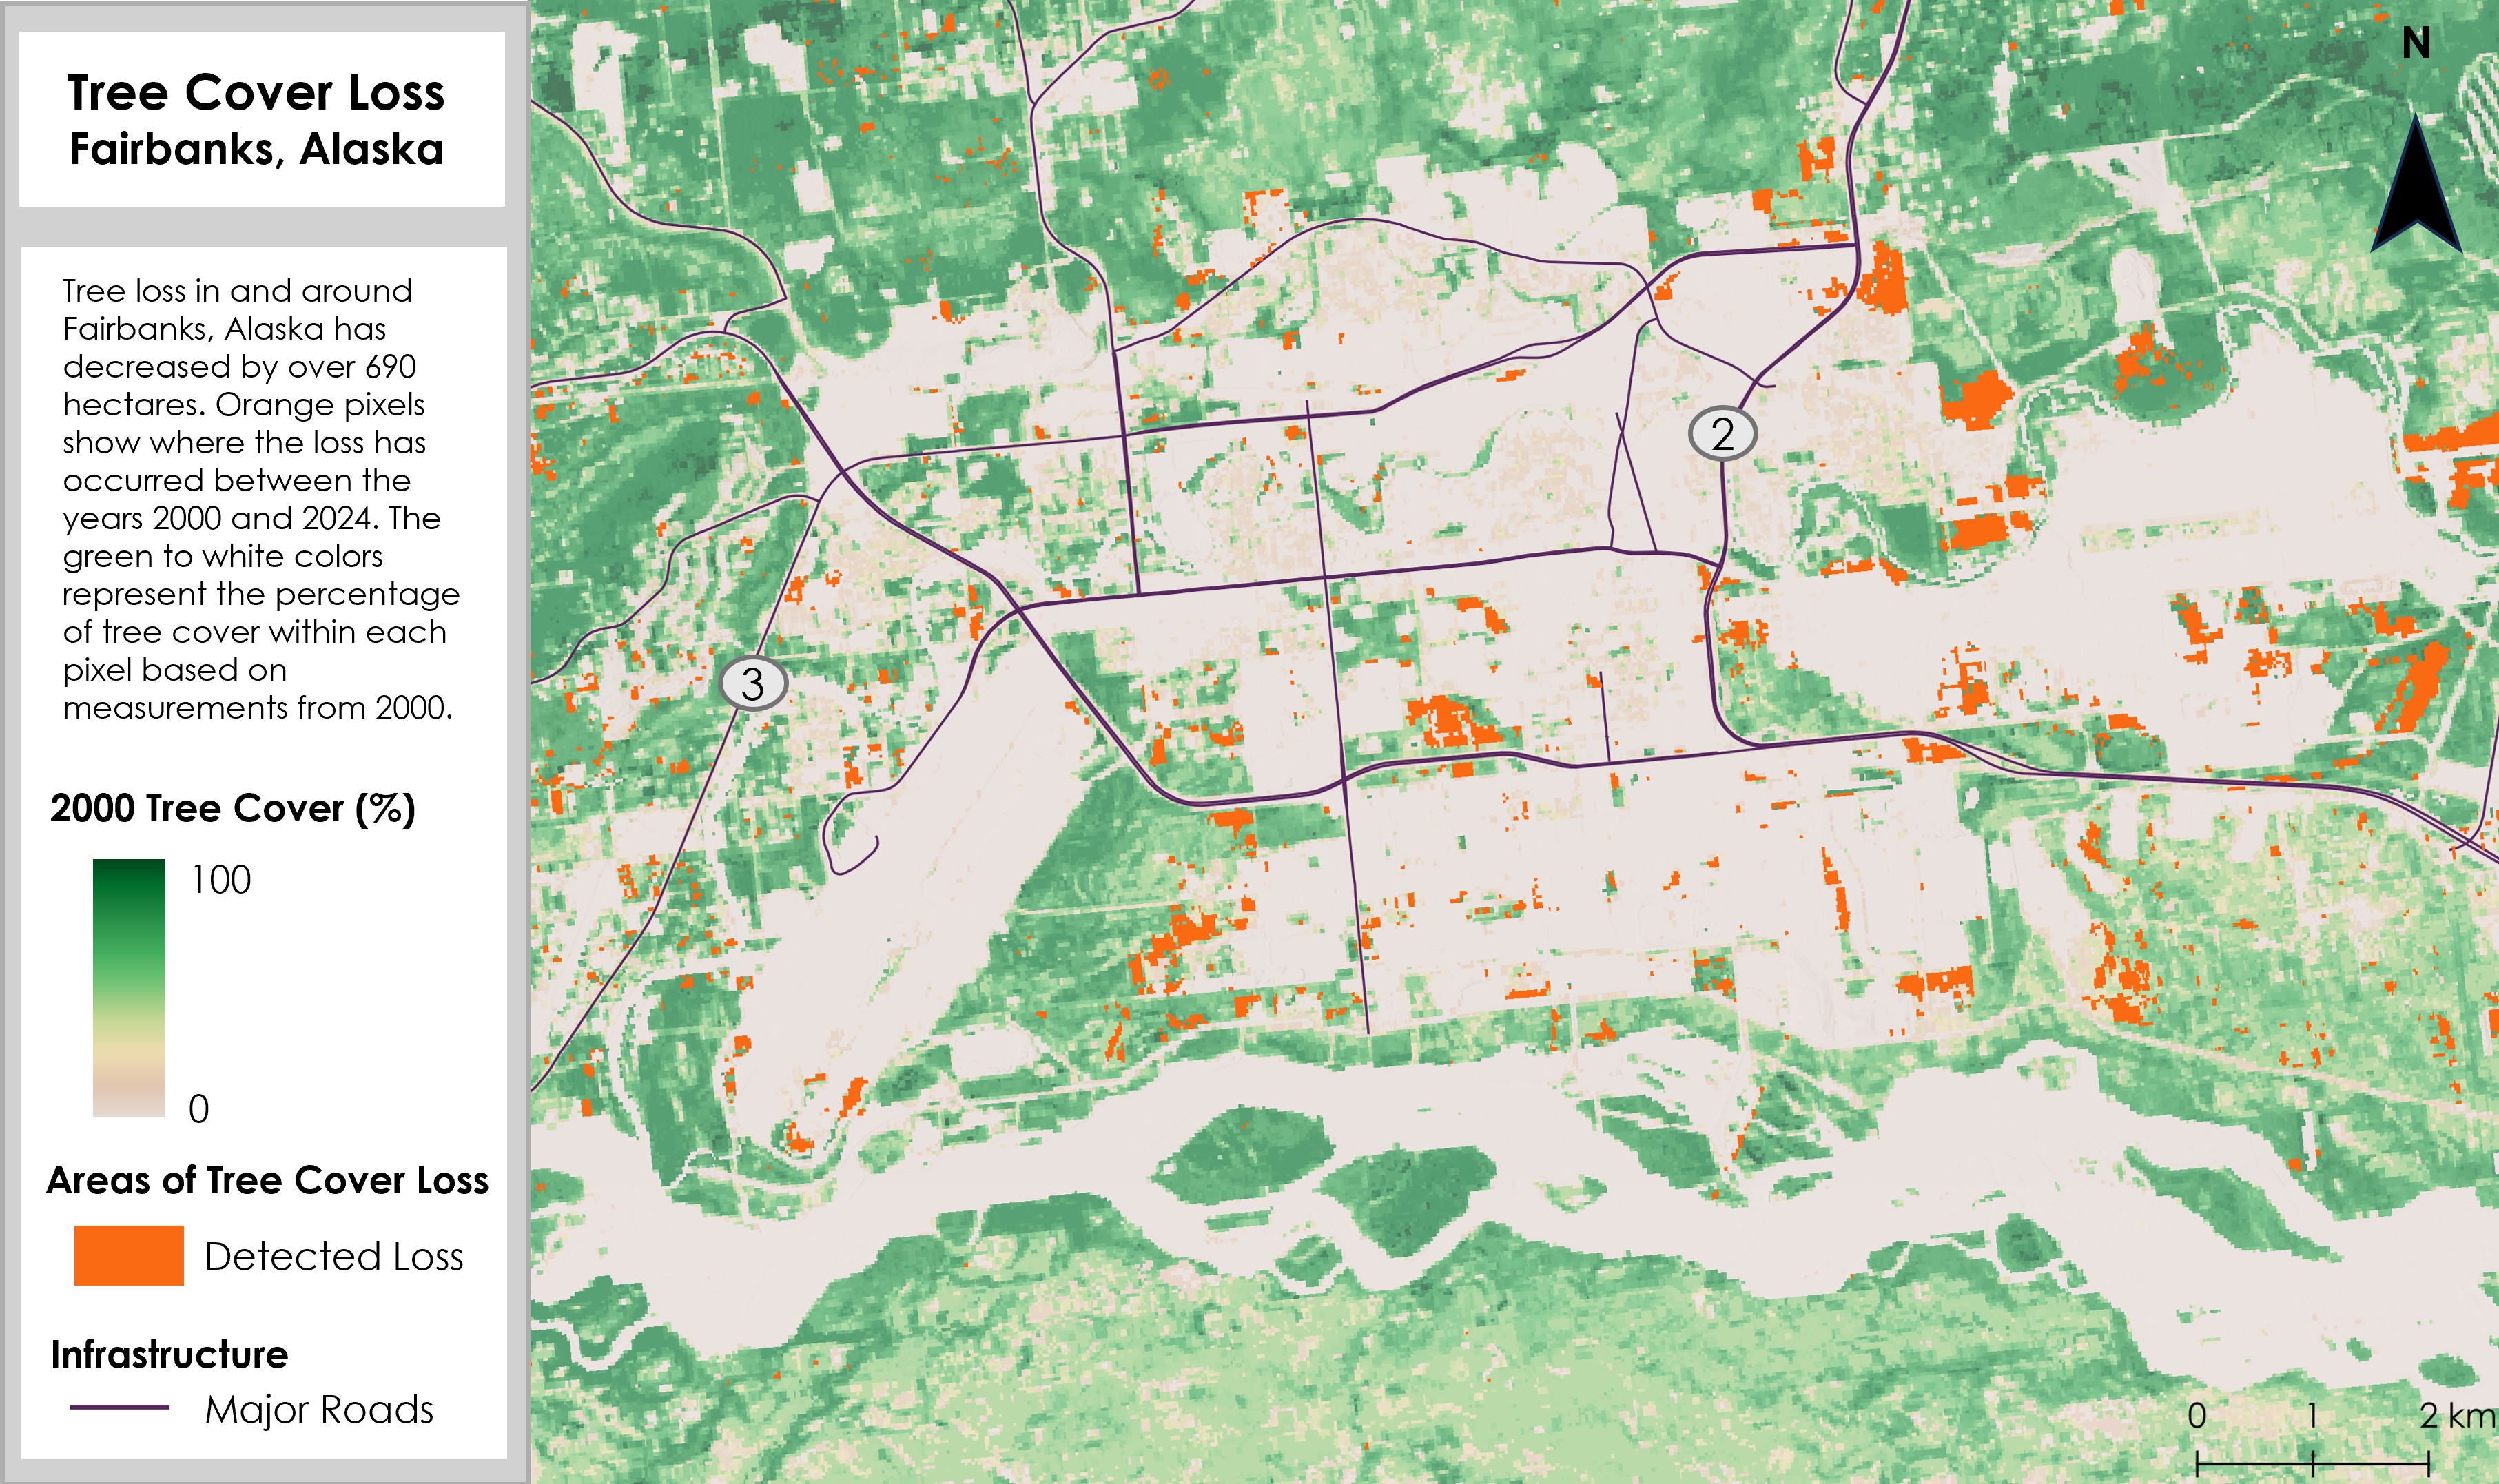 Tree Cover Loss
Fairbanks, Alaska
Tree loss in and around
Fairbanks, Alaska has
decreased by over 690
hectares. Orange pixels
show where the loss has
occurred between the
years 2000 and 2024. The
green to white colors
represent the percentage
of tree cover within each
pixel based on
measurements from 2000.
2000 Tree Cover (%)
100
0
Areas of Tree Cover Loss
Detected Loss
Infrastructure
Major Roads
N
2
3
0 1 2 km